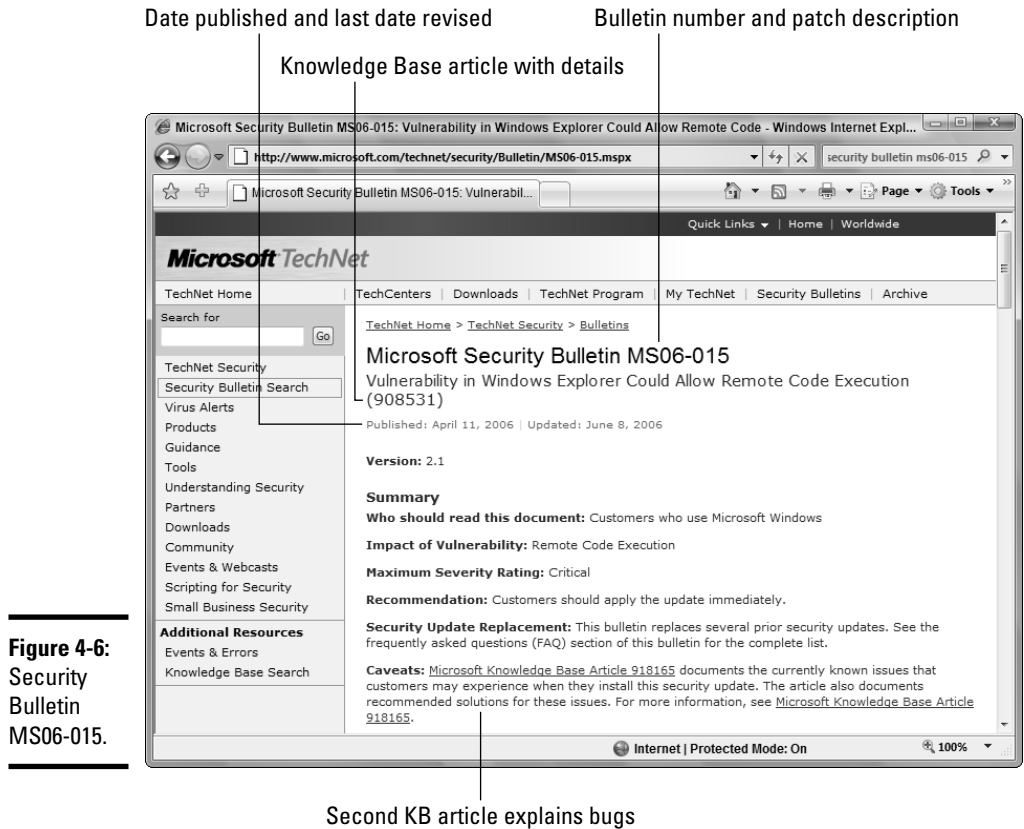 Date published and last date revised
Bulletin number and patch description
Knowledge Base article with details
Microsoft Security Bulletin MS06-015: Vulnerability in Windows Explorer Could Allow Remote Code - Windows Internet Expl...
http://www.microsoft.com/technet/security/Bulletin/MS06-015.mspx
security bulletin ms06-015
Microsoft Security Bulletin MS06-015: Vulnerabil...
Page
Tools
Quick Links | Home | Worldwide
Microsoft TechNet
TechNet Home | TechCenters | Downloads | TechNet Program | My TechNet | Security Bulletins | Archive
Search for
Go
TechNet Security
Security Bulletin Search
Virus Alerts
Products
Guidance
Tools
Understanding Security
Partners
Downloads
Community
Events & Webcasts
Scripting for Security
Small Business Security
Additional Resources
Events & Errors
Knowledge Base Search
TechNet Home > TechNet Security > Bulletins
Microsoft Security Bulletin MS06-015
Vulnerability in Windows Explorer Could Allow Remote Code Execution
(908531)
Published: April 11, 2006 | Updated: June 8, 2006
Version: 2.1
Summary
Who should read this document: Customers who use Microsoft Windows
Impact of Vulnerability: Remote Code Execution
Maximum Severity Rating: Critical
Recommendation: Customers should apply the update immediately.
Security Update Replacement: This bulletin replaces several prior security updates. See the
frequently asked questions (FAQ) section of this bulletin for the complete list.
Caveats: Microsoft Knowledge Base Article 918165 documents the currently known issues that
customers may experience when they install this security update. The article also documents
recommended solutions for these issues. For more information, see Microsoft Knowledge Base Article
918165.
Internet | Protected Mode: On
100%
Figure 4-6:
Security
Bulletin
MS06-015.
Second KB article explains bugs